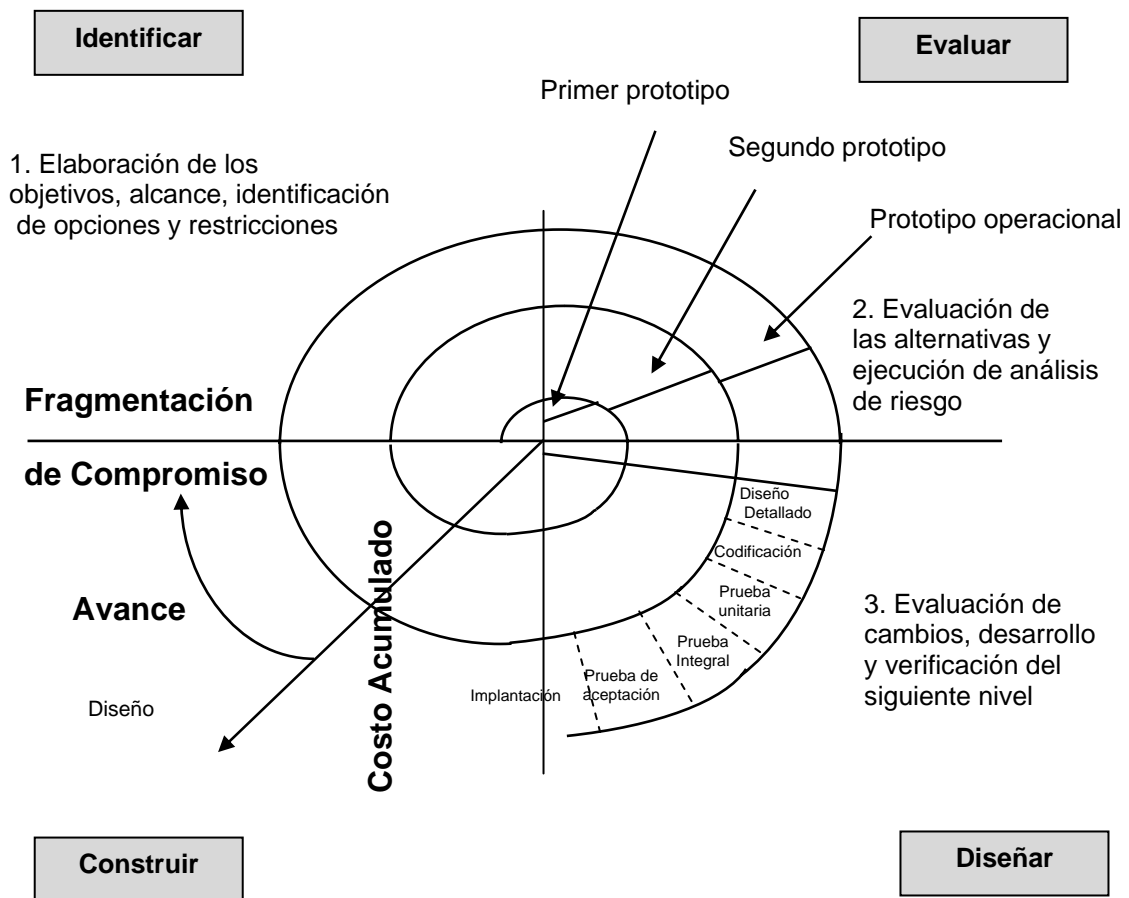 Identificar
Evaluar
Primer prototipo
Segundo prototipo
1. Elaboración de los
objetivos, alcance, identificación
de opciones y restricciones
Prototipo operacional
2. Evaluación de
las alternativas y
ejecución de análisis
de riesgo
Fragmentación
de Compromiso
Diseño
Detallado
Codificación
Prueba
unitaria
Avance
3. Evaluación de
cambios, desarrollo
y verificación del
siguiente nivel
Prueba
Integral
Prueba de
aceptación
Implantación
Costo Acumulado
Diseño
Construir
Diseñar